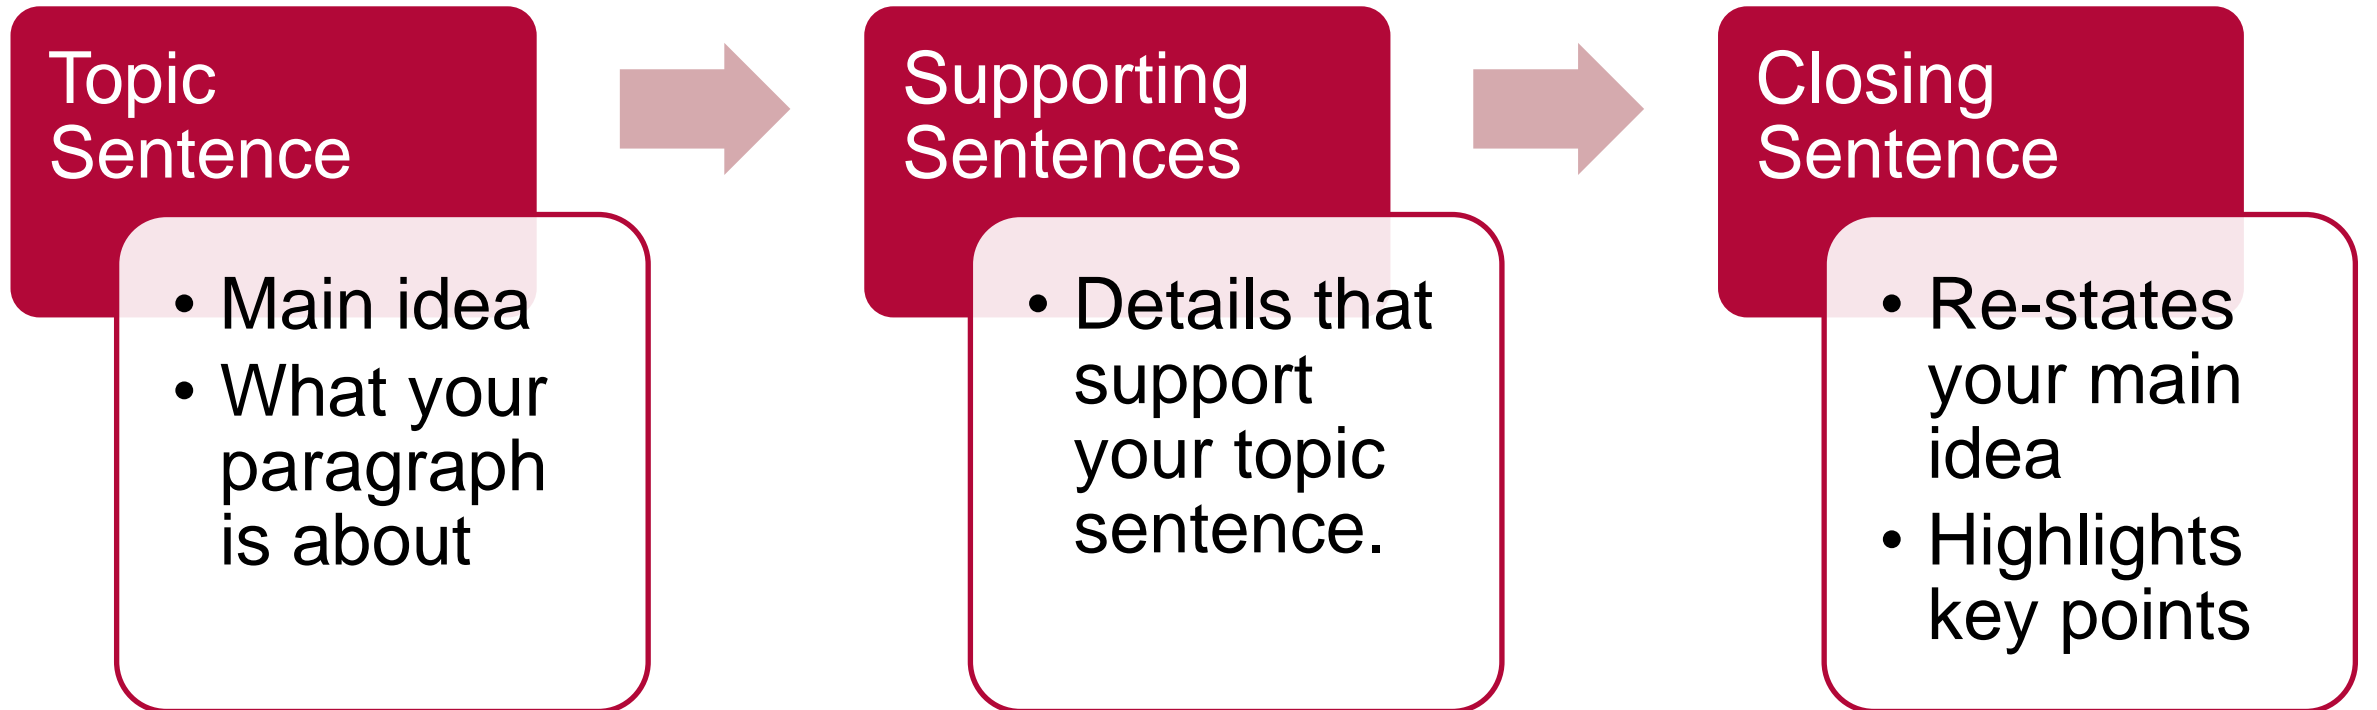 Topic
Sentence
• Main idea
• What your
paragraph
is about
Supporting
Sentences
• Details that
support
your topic
sentence.
Closing
Sentence
• Re-states
your main
idea
• Highlights
key points